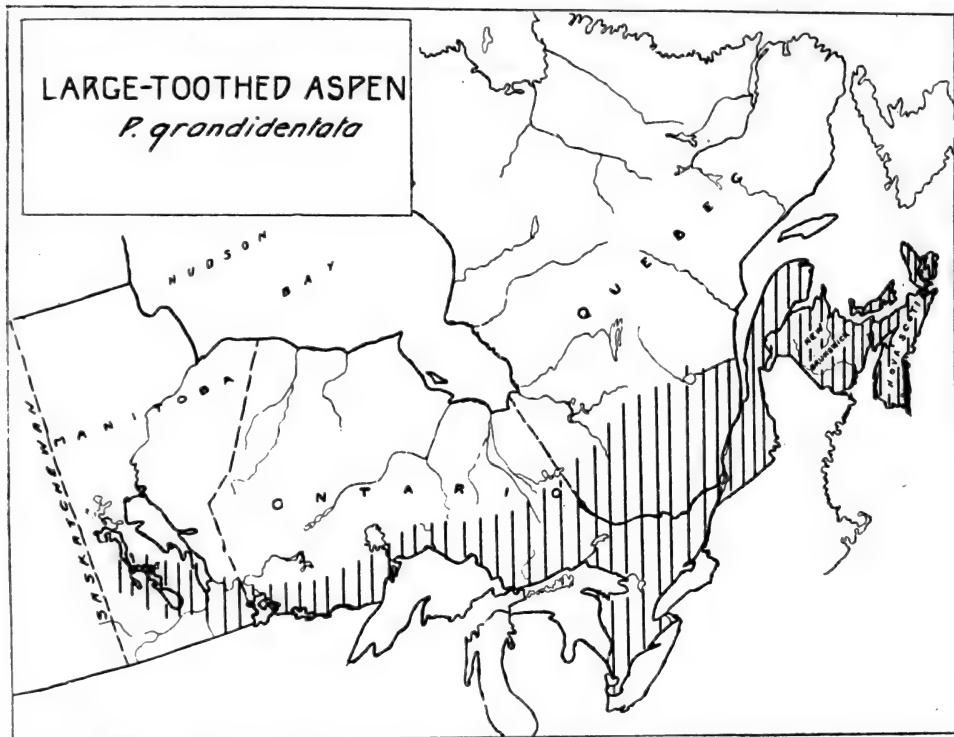 LARGE-TOOTHED ASPEN
P. grandidentata
HUDSON
BAY
QUEBEC
MANITOBA
SASKATCHEWAN
ONTARIO
NEW
BRUNSWICK
NOVA SCOTIA